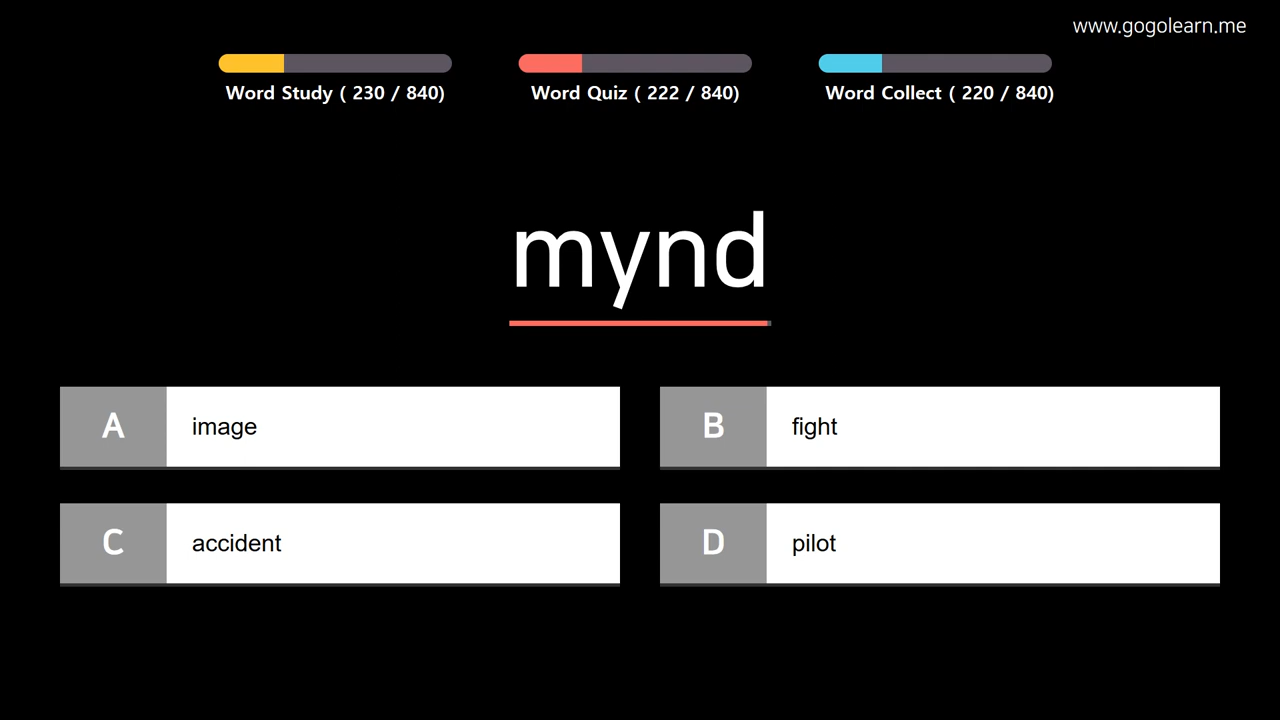 www.gogolearn.me
Word Study ( 230 / 840)
Word Quiz ( 222 / 840)
Word Collect ( 220 / 840)
mynd
A image
B fight
C accident
D pilot